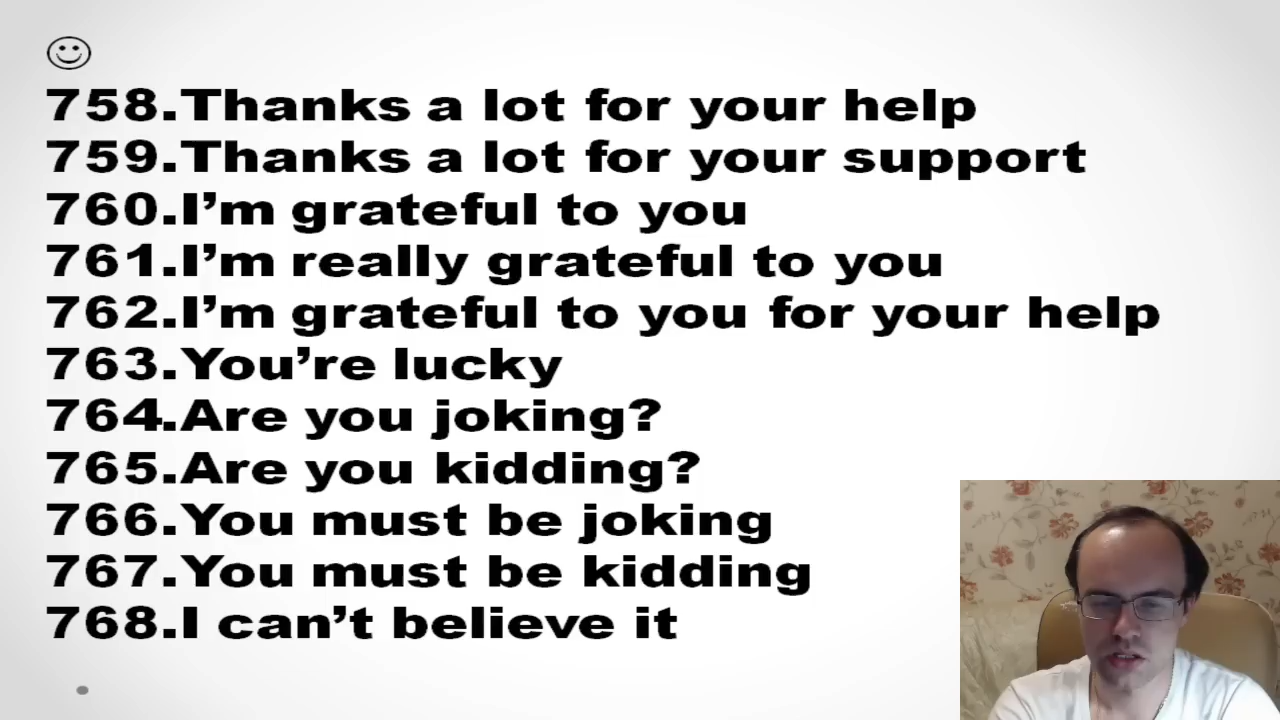 758.Thanks a lot for your help
759.Thanks a lot for your support
760.I’m grateful to you
761.I’m really grateful to you
762.I’m grateful to you for your help
763.You’re lucky
764.Are you joking?
765.Are you kidding?
766.You must be joking
767.You must be kidding
768.I can’t believe it